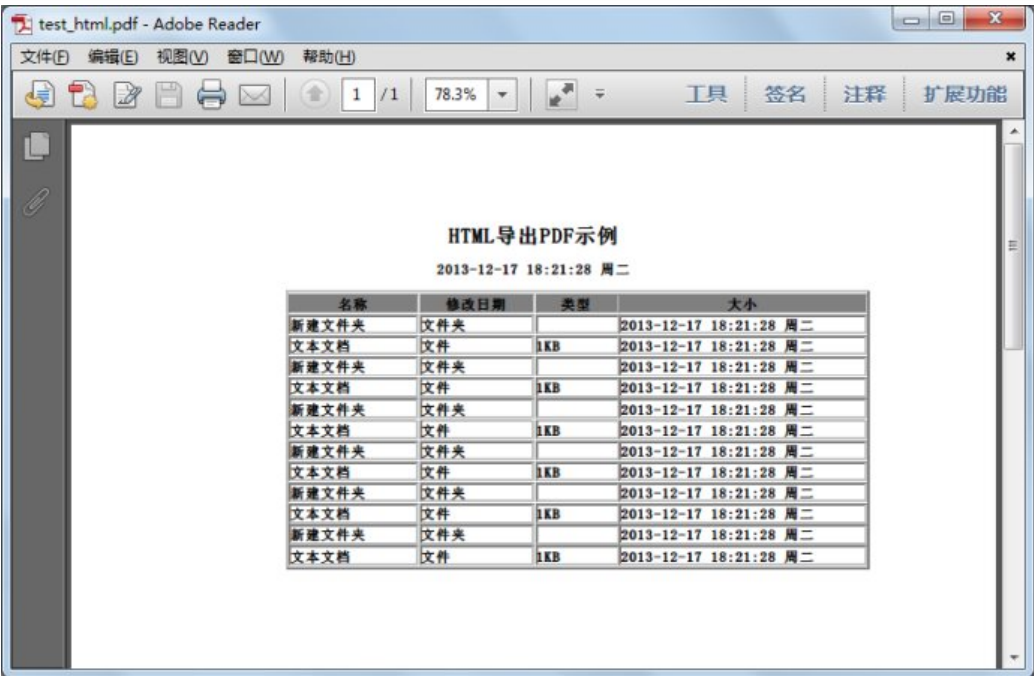 test_html.pdf - Adobe Reader
文件(F) 编辑(E) 视图(V) 窗口(W) 帮助(H)
1 /1 78.3% 工具 签名 注释 扩展功能
HTML导出PDF示例
2013-12-17 18:21:28 周二
名称 修改日期 类型 大小
新建文件夹 文件夹 2013-12-17 18:21:28 周二
文本文档 文件 1KB 2013-12-17 18:21:28 周二
新建文件夹 文件夹 2013-12-17 18:21:28 周二
文本文档 文件 1KB 2013-12-17 18:21:28 周二
新建文件夹 文件夹 2013-12-17 18:21:28 周二
文本文档 文件 1KB 2013-12-17 18:21:28 周二
新建文件夹 文件夹 2013-12-17 18:21:28 周二
文本文档 文件 1KB 2013-12-17 18:21:28 周二
新建文件夹 文件夹 2013-12-17 18:21:28 周二
文本文档 文件 1KB 2013-12-17 18:21:28 周二
新建文件夹 文件夹 2013-12-17 18:21:28 周二
文本文档 文件 1KB 2013-12-17 18:21:28 周二